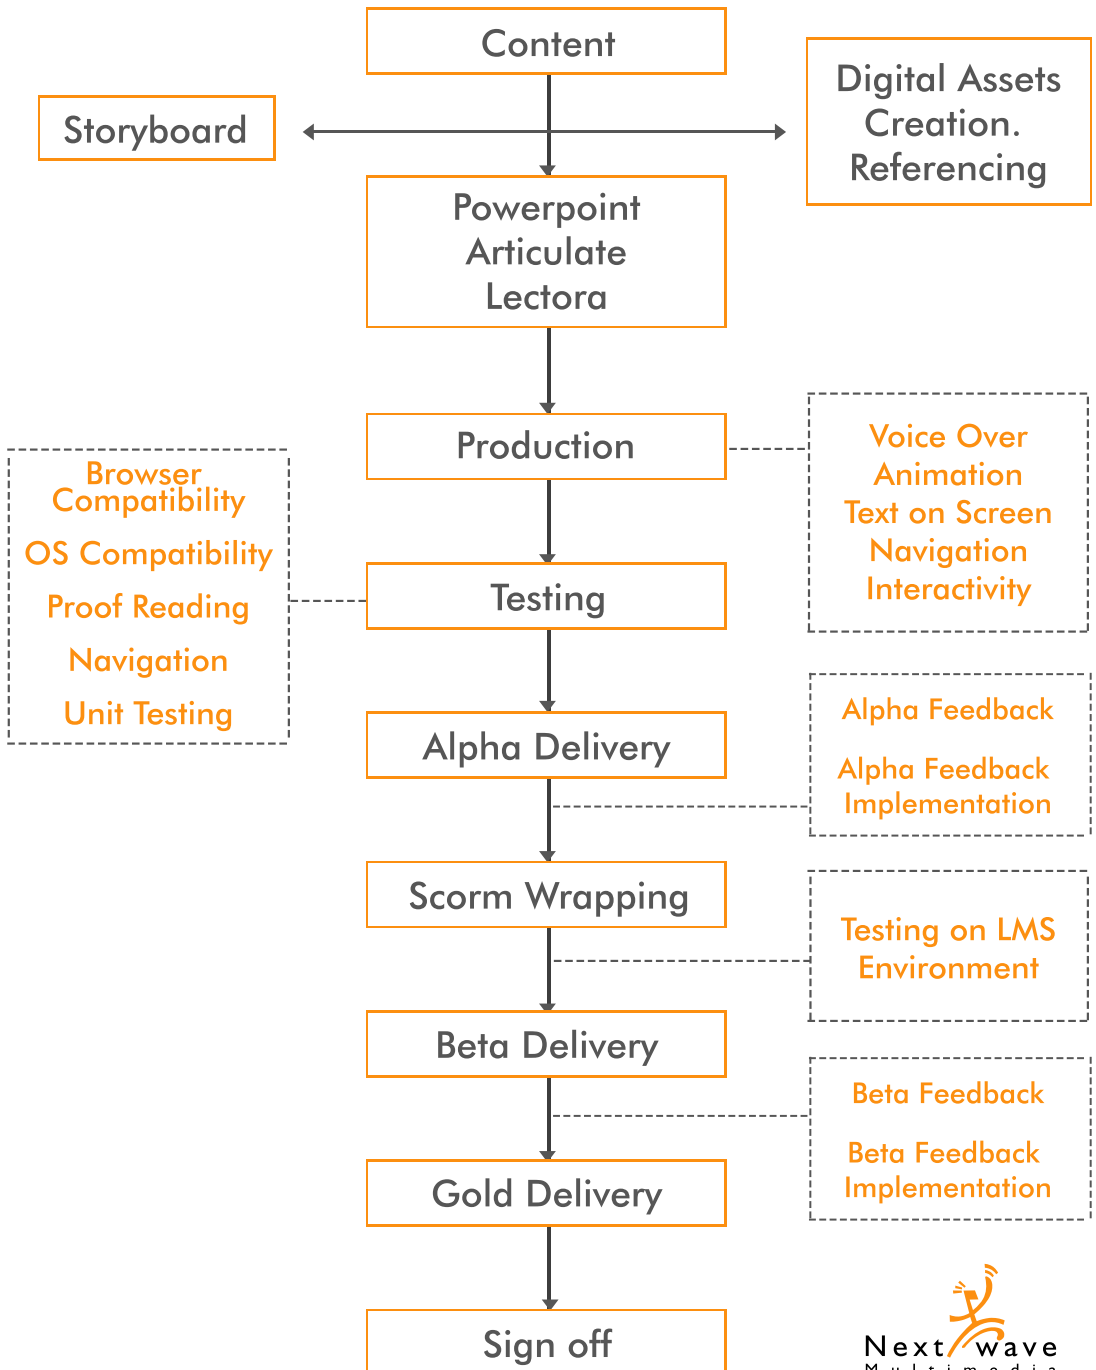 Content
Digital Assets
Creation.
Referencing
Storyboard
Powerpoint
Articulate
Lectora
Production
Voice Over
Animation
Text on Screen
Navigation
Interactivity
Browser
Compatibility
OS Compatibility
Proof Reading
Navigation
Unit Testing
Testing
Alpha Delivery
Alpha Feedback
Alpha Feedback
Implementation
Scorm Wrapping
Testing on LMS
Environment
Beta Delivery
Beta Feedback
Beta Feedback
Implementation
Gold Delivery
Sign off
Next wave
Multimedia